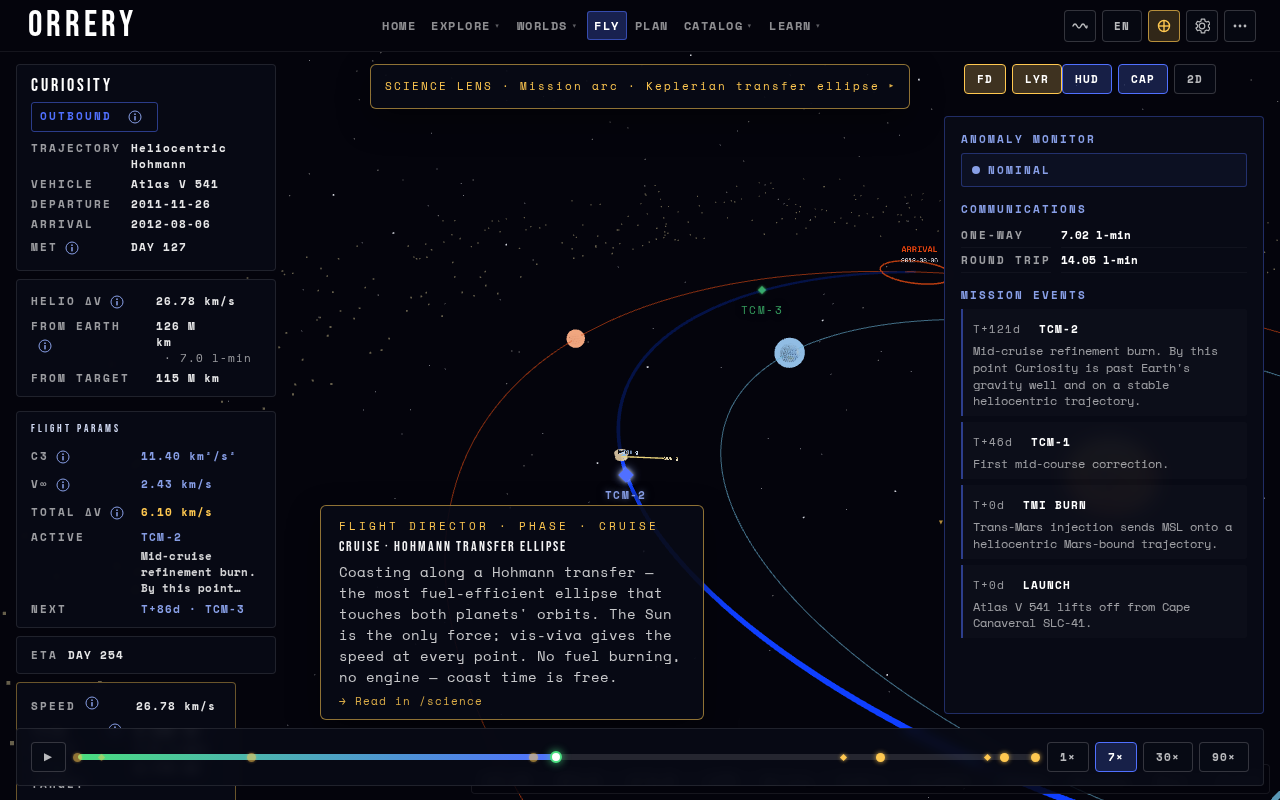 ORRERY
HOME EXPLORE WORLDS FLY PLAN CATALOG LEARN
EN
CURIOSITY
OUTBOUND
TRAJECTORY Heliocentric Hohmann
VEHICLE Atlas V 541
DEPARTURE 2011-11-26
ARRIVAL 2012-08-06
MET DAY 127
HELIO ΔV 26.78 km/s
FROM EARTH 126 M km
· 7.0 l-min
FROM TARGET 115 M km
FLIGHT PARAMS
C3 11.40 km²/s²
V∞ 2.43 km/s
TOTAL ΔV 6.10 km/s
ACTIVE TCM-2
Mid-cruise
refinement burn.
By this point…
NEXT T+86d · TCM-3
ETA DAY 254
SPEED 26.78 km/s
TARGET
SCIENCE LENS · Mission arc · Keplerian transfer ellipse ▸
ARRIVAL
2012-08-06
TCM-3
TCM-2
FLIGHT DIRECTOR · PHASE · CRUISE
CRUISE · HOHMANN TRANSFER ELLIPSE
Coasting along a Hohmann transfer —
the most fuel-efficient ellipse that
touches both planets' orbits. The Sun
is the only force; vis-viva gives the
speed at every point. No fuel burning,
no engine — coast time is free.
→ Read in /science
FD LYR HUD CAP 2D
ANOMALY MONITOR
NOMINAL
COMMUNICATIONS
ONE-WAY 7.02 l-min
ROUND TRIP 14.05 l-min
MISSION EVENTS
T+121d TCM-2
Mid-cruise refinement burn. By this
point Curiosity is past Earth's
gravity well and on a stable
heliocentric trajectory.
T+46d TCM-1
First mid-course correction.
T+0d TMI BURN
Trans-Mars injection sends MSL onto a
heliocentric Mars-bound trajectory.
T+0d LAUNCH
Atlas V 541 lifts off from Cape
Canaveral SLC-41.
1× 7× 30× 90×